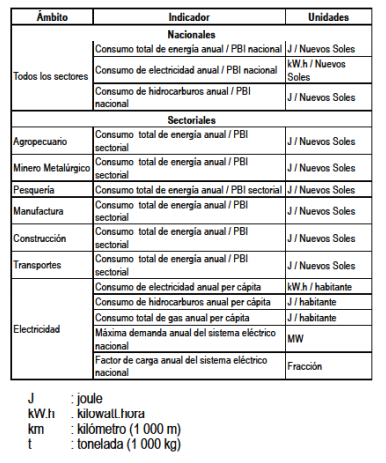 Ámbito Indicador Unidades
Nacionales
Todos los sectores
Consumo total de energía anual / PBI nacional J / Nuevos Soles
Consumo de electricidad anual / PBI nacional kW.h / Nuevos
Soles
Consumo de hidrocarburos anual / PBI
nacional J / Nuevos Soles
Sectoriales
Agropecuario Consumo total de energía anual / PBI
sectorial J / Nuevos Soles
Minero Metalúrgico Consumo total de energía anual / PBI
sectorial J / Nuevos Soles
Pesquería Consumo total de energía anual / PBI sectorial J / Nuevos Soles
Manufactura Consumo total de energía anual / PBI
sectorial J / Nuevos Soles
Construcción Consumo total de energía anual / PBI
sectorial J / Nuevos Soles
Transportes Consumo total de energía anual / PBI
sectorial J / Nuevos Soles
Electricidad
Consumo de electricidad anual per cápita kW.h / habitante
Consumo de hidrocarburos anual per cápita J / habitante
Consumo total de gas anual per cápita J / habitante
Máxima demanda anual del sistema eléctrico
nacional MW
Factor de carga anual del sistema eléctrico
nacional Fracción
J : joule
kW.h : kilowatt.hora
km : kilómetro (1 000 m)
t : tonelada (1 000 kg)